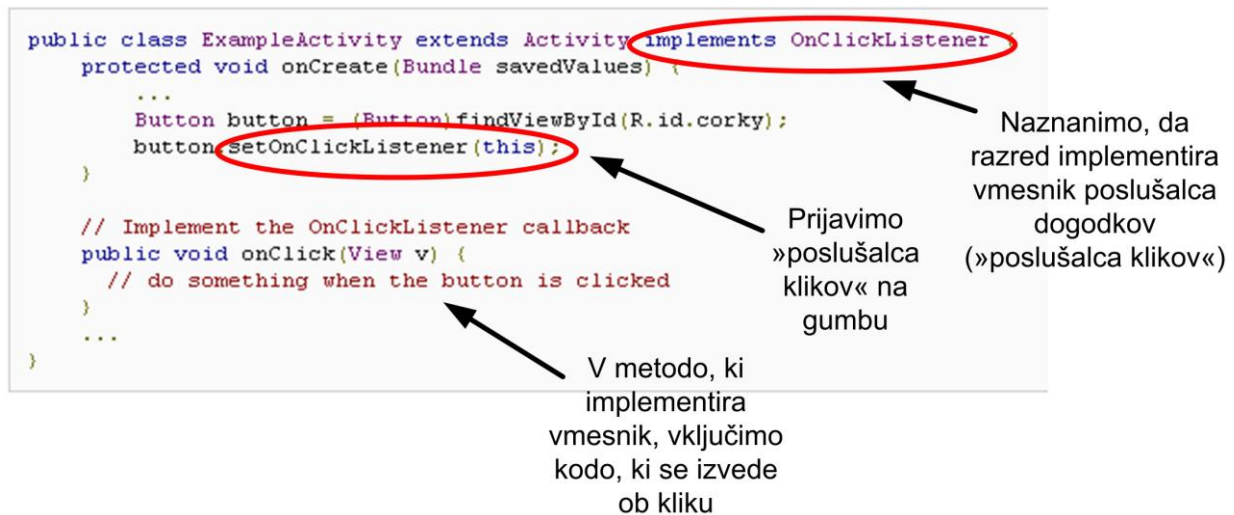 public class ExampleActivity extends Activity implements OnClickListener {
protected void onCreate(Bundle savedValues) {
...
Button button = (Button)findViewById(R.id.corky);
button.setOnClickListener(this);
}
// Implement the OnClickListener callback
public void onClick(View v) {
// do something when the button is clicked
}
...
}
Naznanimo, da
razred implementira
vmesnik poslušalca
dogodkov
(»poslušalca klikov«)
Prijavimo
»poslušalca
klikov« na
gumbu
V metodo, ki
implementira
vmesnik, vključimo
kodo, ki se izvede
ob kliku